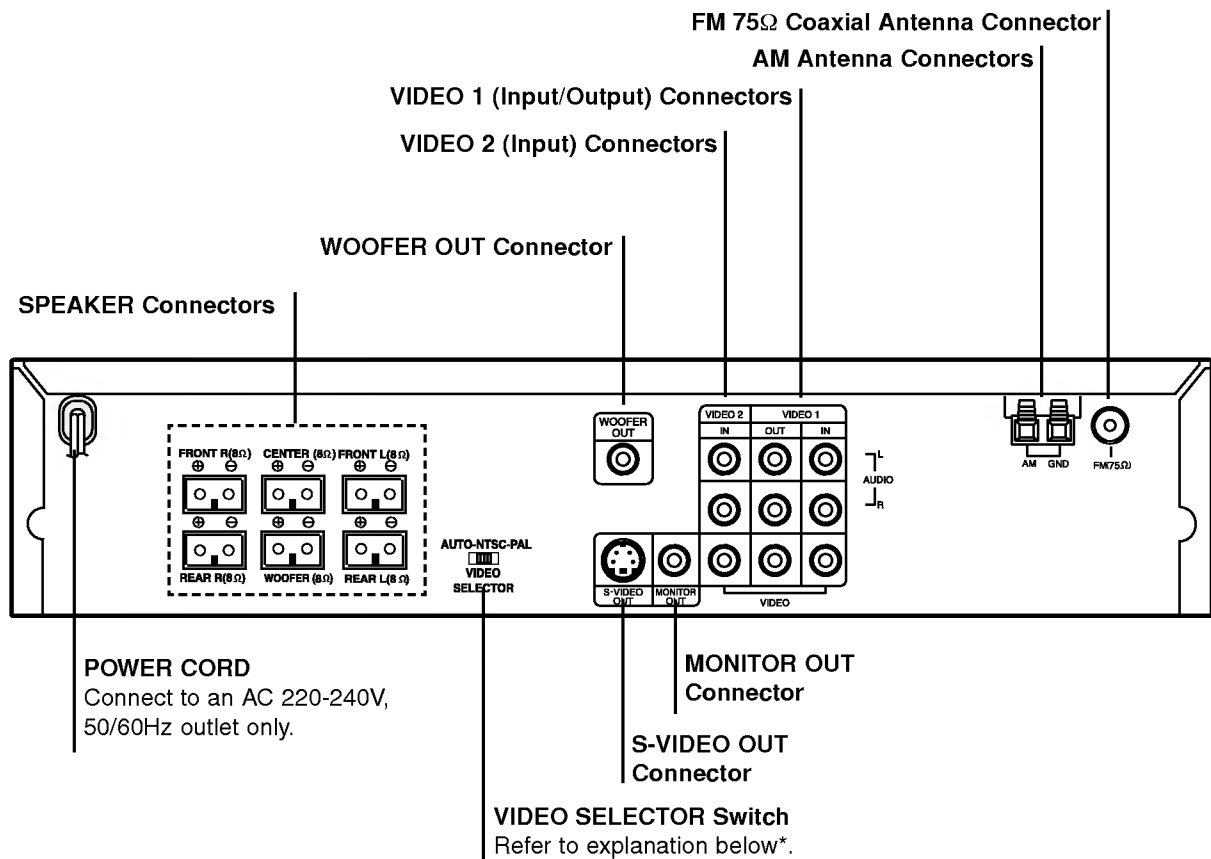 FM 75Ω Coaxial Antenna Connector
AM Antenna Connectors
VIDEO 1 (Input/Output) Connectors
VIDEO 2 (Input) Connectors
WOOFER OUT Connector
SPEAKER Connectors
FRONT R(8Ω) CENTER (8Ω) FRONT L(8Ω)
⊕ ⊖ ⊕ ⊖ ⊕ ⊖
⊕ ⊖ ⊕ ⊖ ⊕ ⊖
REAR R(8Ω) WOOFER (8Ω) REAR L(8Ω)
AUTO-NTSC-PAL
VIDEO
SELECTOR
WOOFER
OUT
VIDEO 2 VIDEO 1
IN OUT IN
L
AUDIO
R
S-VIDEO
OUT
MONITOR
OUT
VIDEO
AM GND
FM(75Ω)
POWER CORD
Connect to an AC 220-240V,
50/60Hz outlet only.
MONITOR OUT
Connector
S-VIDEO OUT
Connector
VIDEO SELECTOR Switch
Refer to explanation below*.